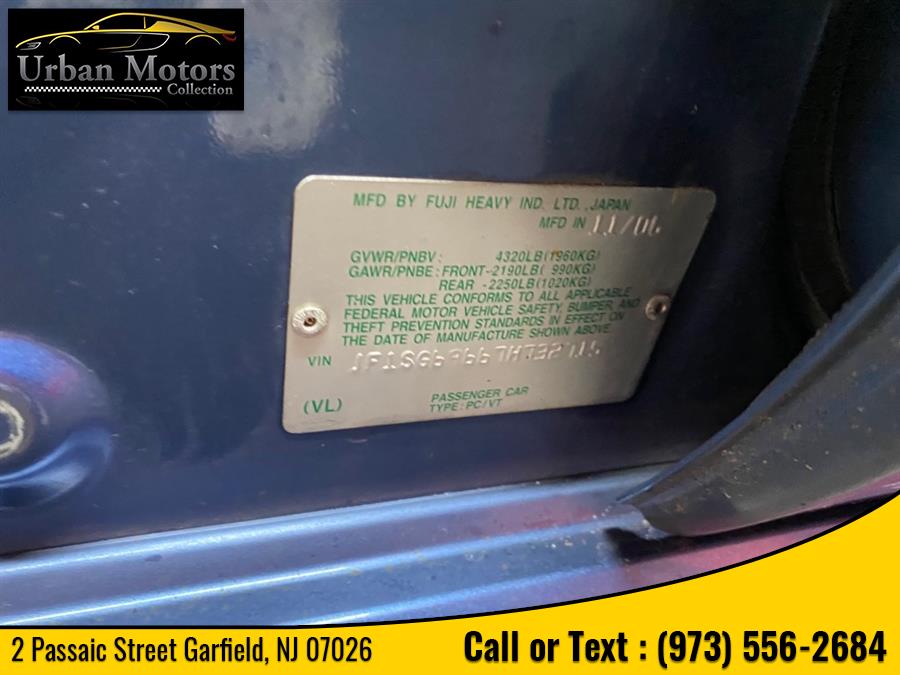 Urban Motors
Collection
MFD BY FUJI HEAVY IND. LTD., JAPAN
MFD IN 11/06
GVWR/PNBV: 4320LB(1960KG)
GAWR/PNBE: FRONT-2190LB( 990KG)
REAR -2250LB(1020KG)
THIS VEHICLE CONFORMS TO ALL APPLICABLE
FEDERAL MOTOR VEHICLE SAFETY, BUMPER, AND
THEFT PREVENTION STANDARDS IN EFFECT ON
THE DATE OF MANUFACTURE SHOWN ABOVE.
VIN
(VL)
PASSENGER CAR
TYPE: PC/VT
2 Passaic Street Garfield, NJ 07026
Call or Text : (973) 556-2684